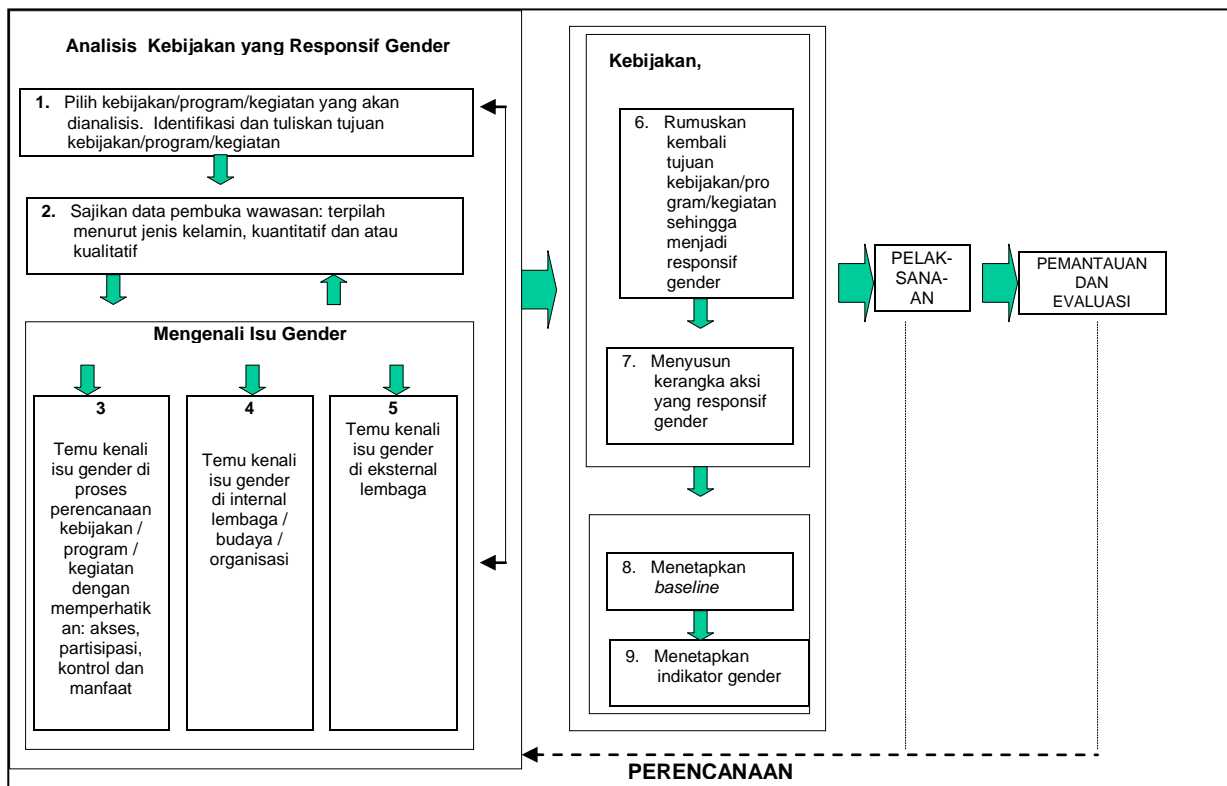 Analisis Kebijakan yang Responsif Gender
1. Pilih kebijakan/program/kegiatan yang akan
dianalisis. Identifikasi dan tuliskan tujuan
kebijakan/program/kegiatan
2. Sajikan data pembuka wawasan: terpilah
menurut jenis kelamin, kuantitatif dan atau
kualitatif
Mengenali Isu Gender
3
Temu kenali
isu gender di
proses
perencanaan
kebijakan /
program /
kegiatan
dengan
memperhatik
an: akses,
partisipasi,
kontrol dan
manfaat
4
Temu kenali
isu gender
di internal
lembaga /
budaya /
organisasi
5
Temu kenali
isu gender
di eksternal
lembaga
Kebijakan,
6. Rumuskan
kembali
tujuan
kebijakan/pro
gram/kegiatan
sehingga
menjadi
responsif
gender
7. Menyusun
kerangka aksi
yang responsif
gender
8. Menetapkan
baseline
9. Menetapkan
indikator gender
PELAK-
SANA-
AN
PEMANTAUAN
DAN
EVALUASI
PERENCANAAN